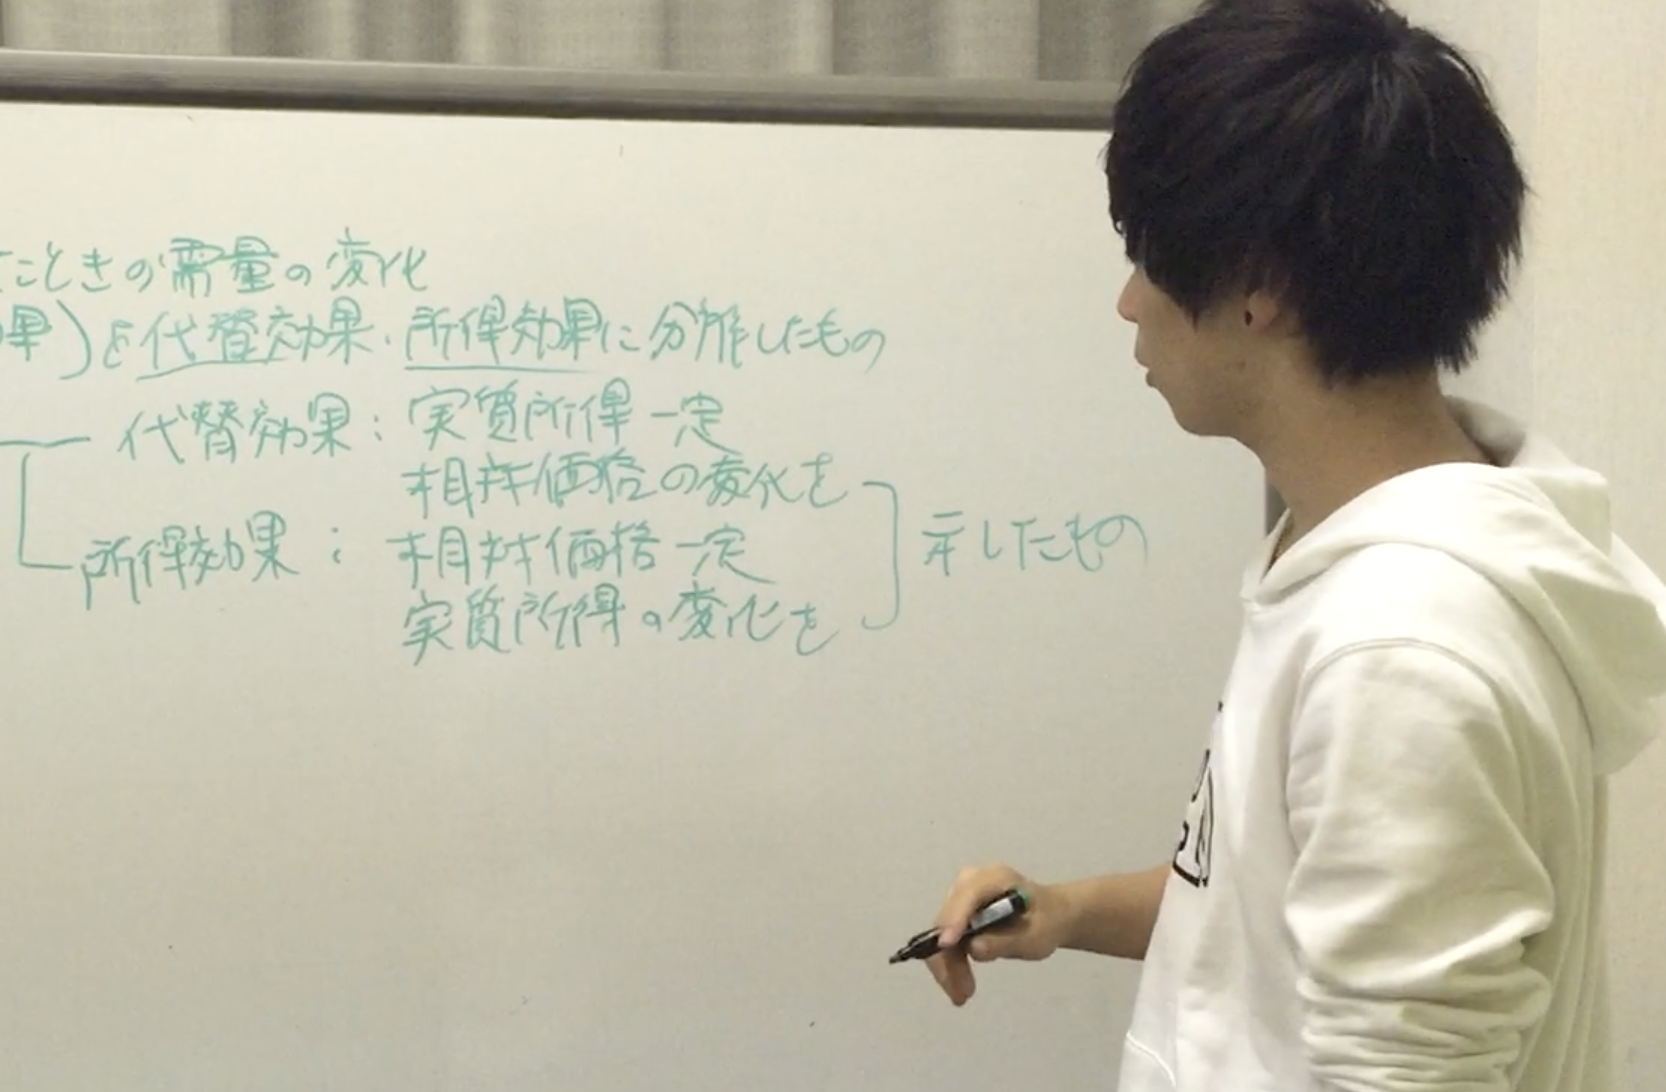 たときの需量の変化
果)を代替効果・所得効果に分解したもの
代替効果:実質所得一定
相対価格の変化を
所得効果:相対価格一定
実質所得の変化を
示したもの